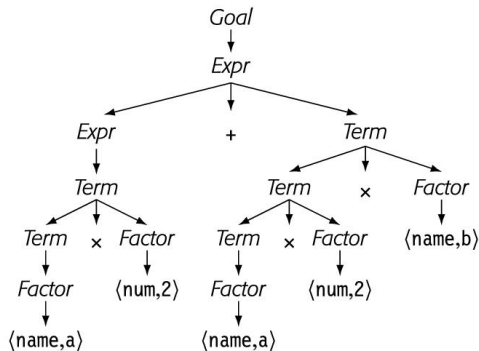 Goal
Expr
Expr + Term
Term Term × Factor
Term × Factor Term × Factor ⟨name,b⟩
Factor ⟨num,2⟩ Factor ⟨num,2⟩
⟨name,a⟩ ⟨name,a⟩